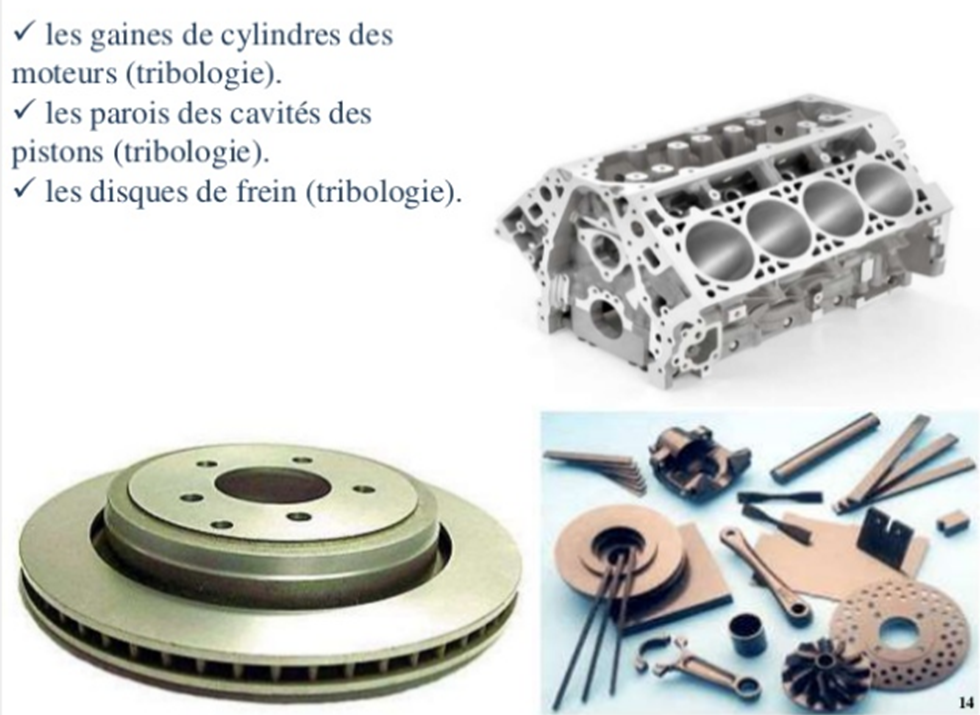 ✓ les gaines de cylindres des
moteurs (tribologie).
✓ les parois des cavités des
pistons (tribologie).
✓ les disques de frein (tribologie).
14